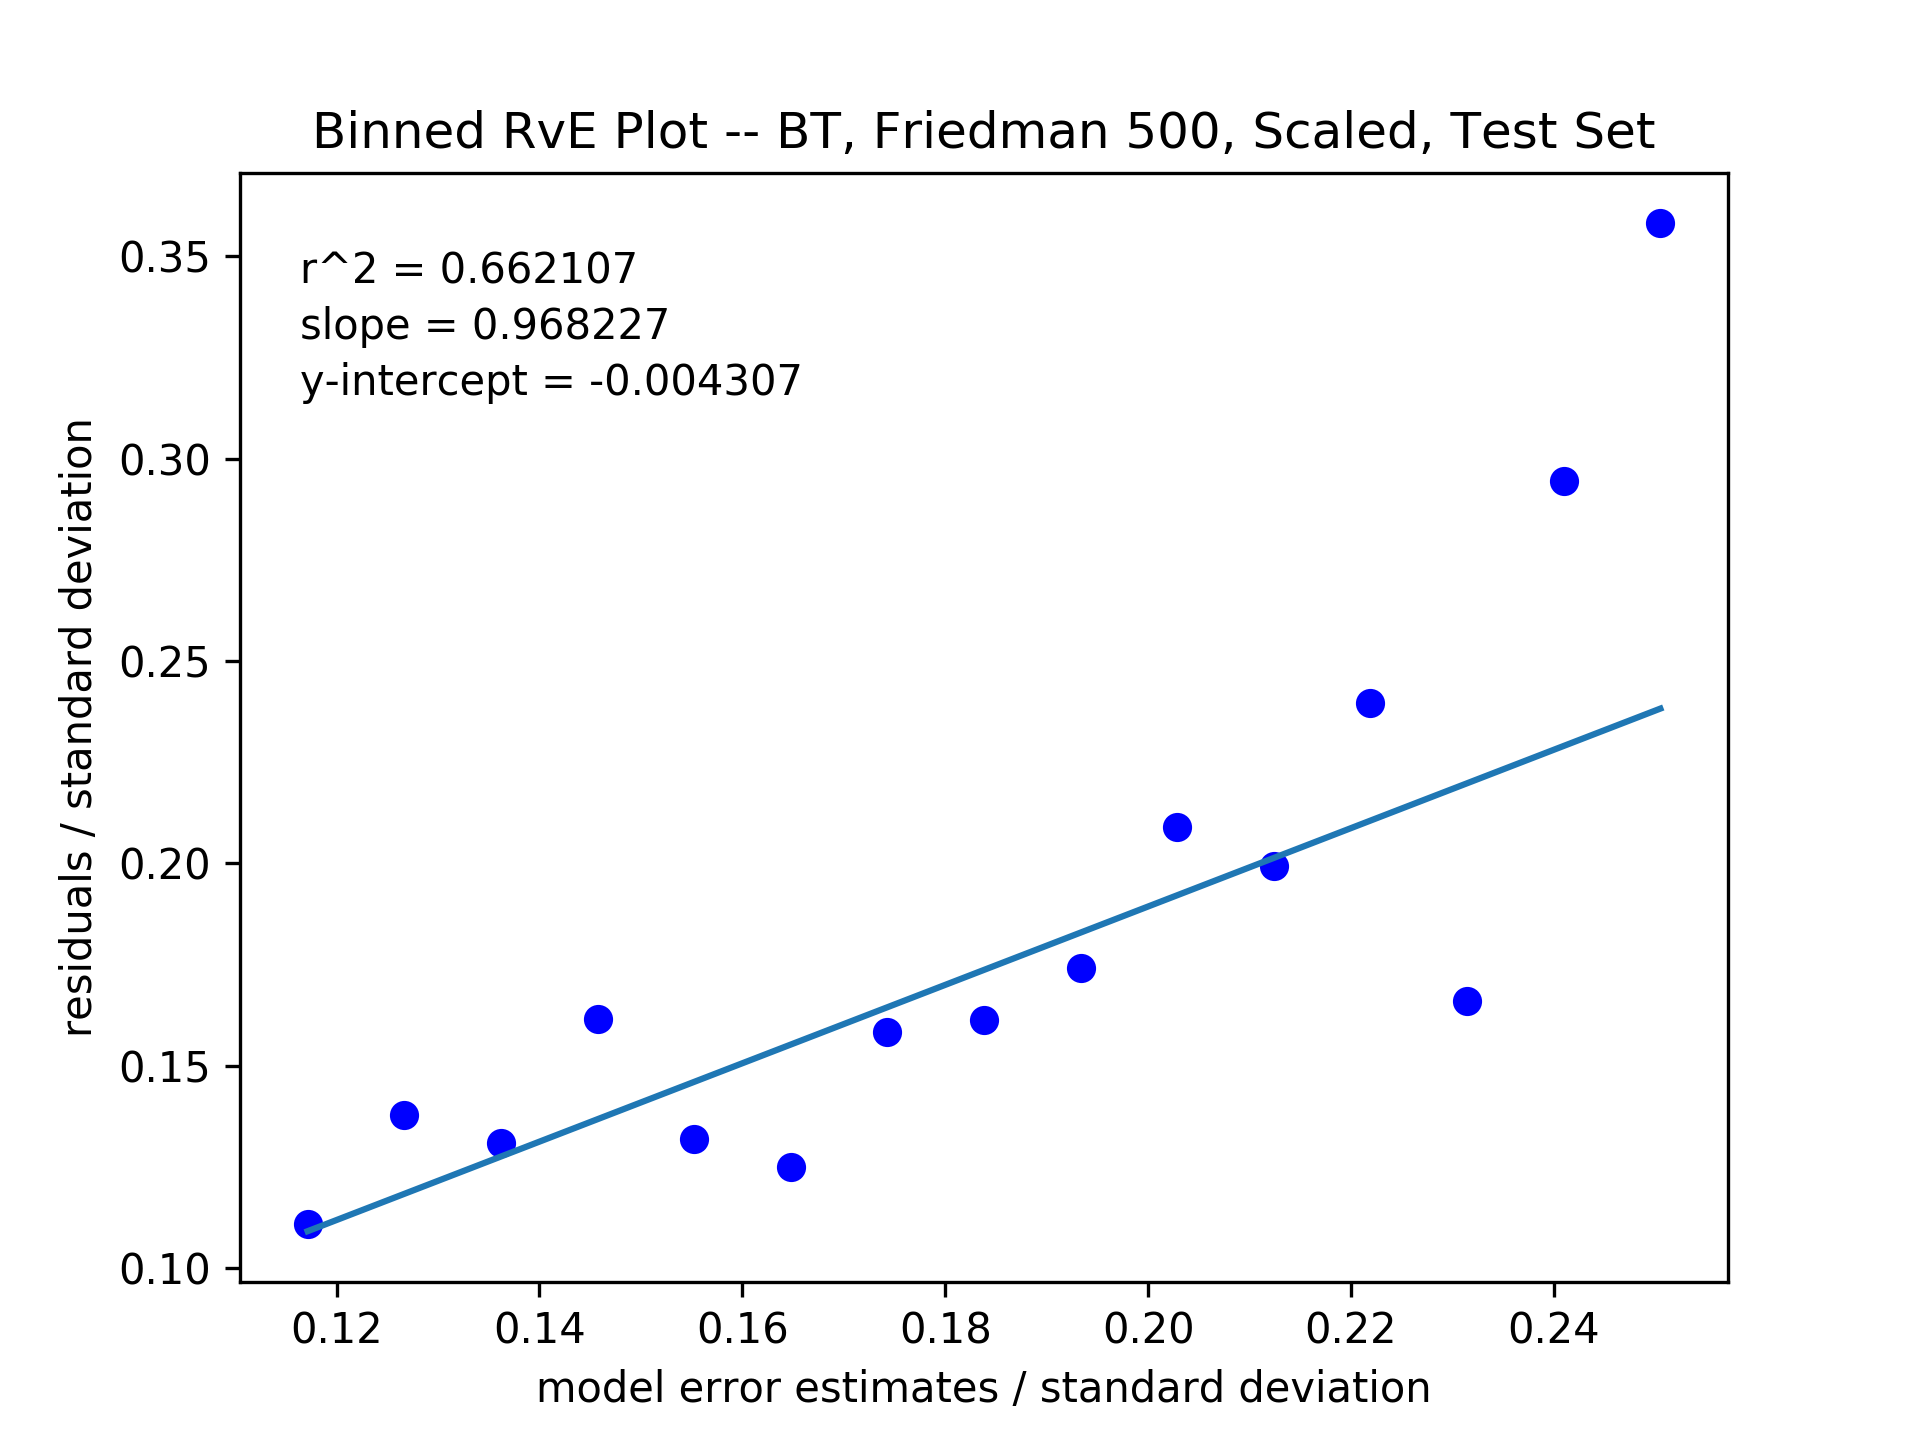 Binned RvE Plot -- BT, Friedman 500, Scaled, Test Set
r^2 = 0.662107
slope = 0.968227
y-intercept = -0.004307
residuals / standard deviation
0.35
0.30
0.25
0.20
0.15
0.10
0.12 0.14 0.16 0.18 0.20 0.22 0.24
model error estimates / standard deviation